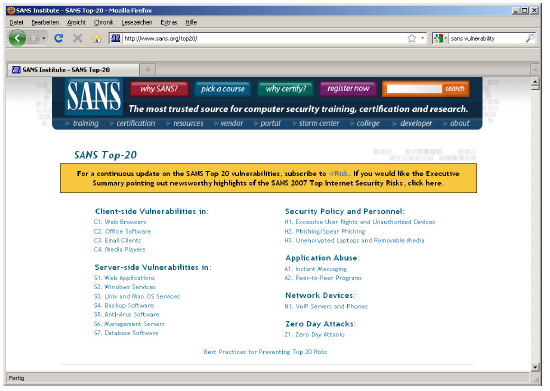 SANS Institute - SANS Top-20 - Mozilla Firefox
Datei Bearbeiten Ansicht Chronik Lesezeichen Extras Hilfe
http://www.sans.org/top20/
sans vulnerability
SANS Institute - SANS Top-20
SANS
why SANS? pick a course why certify? register now search
The most trusted source for computer security training, certification and research.
training certification resources vendor portal storm center college developer about
SANS Top-20
For a continuous update on the SANS Top 20 vulnerabilities, subscribe to @Risk. If you would like the Executive
Summary pointing out newsworthy highlights of the SANS 2007 Top Internet Security Risks, click here.
Client-side Vulnerabilities in:
C1. Web Browsers
C2. Office Software
C3. Email Clients
C4. Media Players
Server-side Vulnerabilities in:
S1. Web Applications
S2. Windows Services
S3. Unix and Mac OS Services
S4. Backup Software
S5. Anti-virus Software
S6. Management Servers
S7. Database Software
Security Policy and Personnel:
H1. Excessive User Rights and Unauthorized Devices
H2. Phishing/Spear Phishing
H3. Unencrypted Laptops and Removable Media
Application Abuse:
A1. Instant Messaging
A2. Peer-to-Peer Programs
Network Devices:
N1. VoIP Servers and Phones
Zero Day Attacks:
Z1. Zero Day Attacks
Best Practices for Preventing Top 20 Risks
Fertig